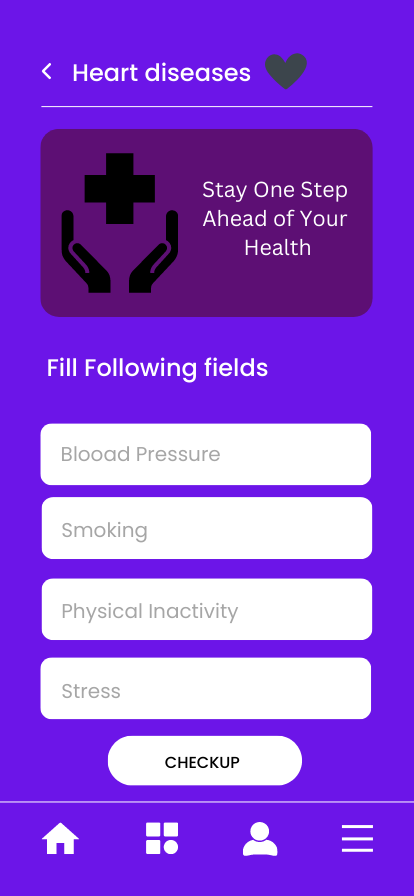 Heart diseases
Stay One Step
Ahead of Your
Health
Fill Following fields
Blooad Pressure
Smoking
Physical Inactivity
Stress
CHECKUP